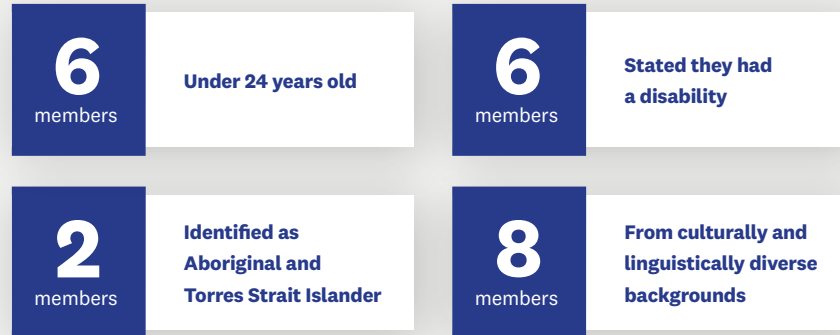 6
members
Under 24 years old
6
members
Stated they had
a disability
2
members
Identified as
Aboriginal and
Torres Strait Islander
8
members
From culturally and
linguistically diverse
backgrounds